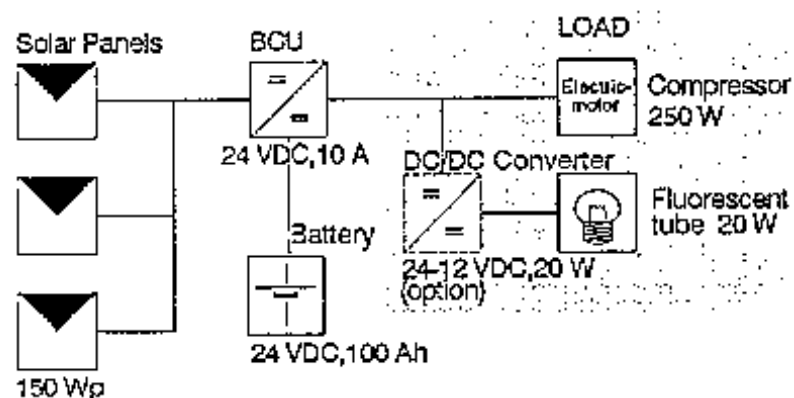 LOAD
Solar Panels
BCU
Electric-
motor
Compressor
250 W
24 VDC,10 A
DC/DC Converter
Fluorescent
tube 20 W
Battery
24-12 VDC,20 W
(option)
24 VDC,100 Ah
150 Wp